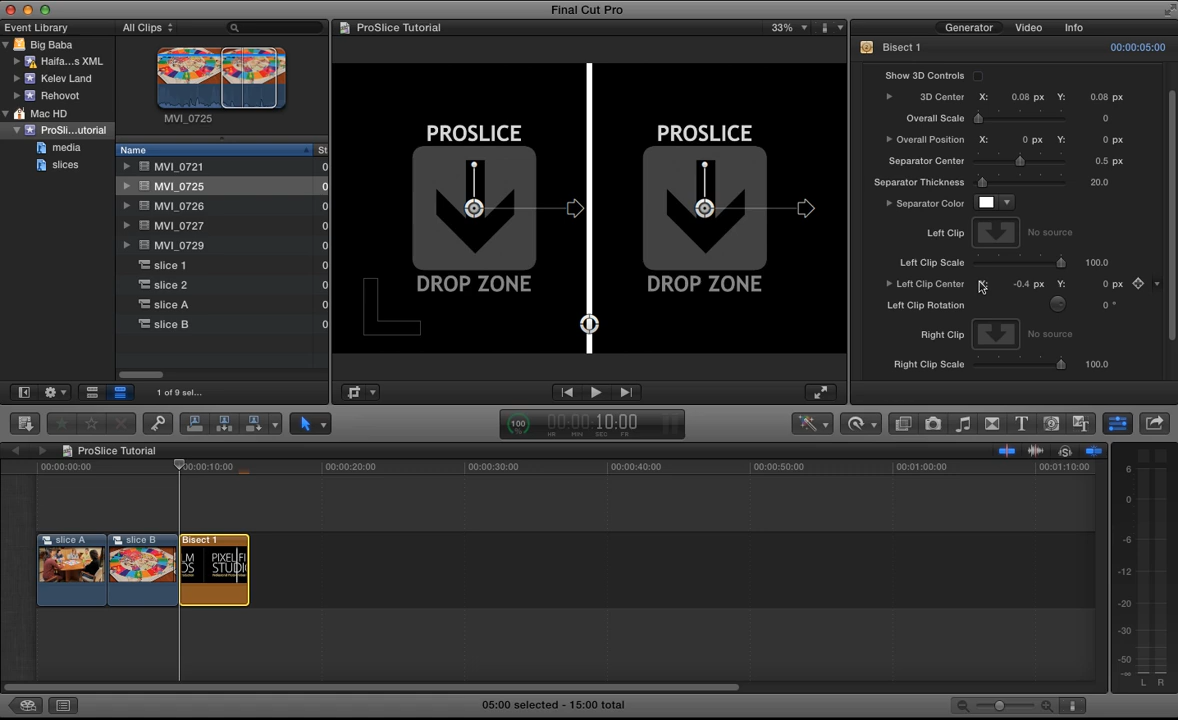 Final Cut Pro
Event Library
All Clips
ProSlice Tutorial
33%
Generator Video Info
Big Baba
Haifa...s XML
Kelev Land
Rehovot
Mac HD
ProSli...utorial
media
slices
MVI_0725
Name St
MVI_0721 0
MVI_0725 0
MVI_0726 0
MVI_0727 0
MVI_0729 0
slice 1 0
slice 2 0
slice A 0
slice B 0
1 of 9 sel...
PROSLICE
DROP ZONE
L
PROSLICE
DROP ZONE
Bisect 1 00:00:05:00
Show 3D Controls
3D Center X: 0.08 px Y: 0.08 px
Overall Scale 0
Overall Position X: 0 px Y: 0 px
Separator Center 0.5 px
Separator Thickness 20.0
Separator Color
Left Clip No source
Left Clip Scale 100.0
Left Clip Center X: -0.4 px Y: 0 px
Left Clip Rotation 0 °
Right Clip No source
Right Clip Scale 100.0
100 00:00:10:00
HR MIN SEC FR
T
ProSlice Tutorial
00:00:00:00 00:00:10:00 00:00:20:00 00:00:30:00 00:00:40:00 00:00:50:00 00:01:00:00 00:01:10:00
slice A slice B Bisect 1
6
0
-6
-12
-20
-30
-50
-∞
L R
05:00 selected - 15:00 total